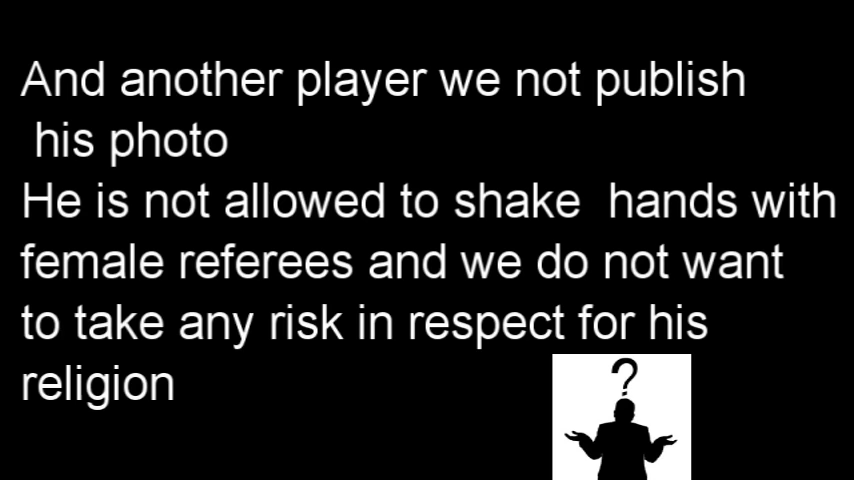 And another player we not publish
his photo
He is not allowed to shake hands with
female referees and we do not want
to take any risk in respect for his
religion
?